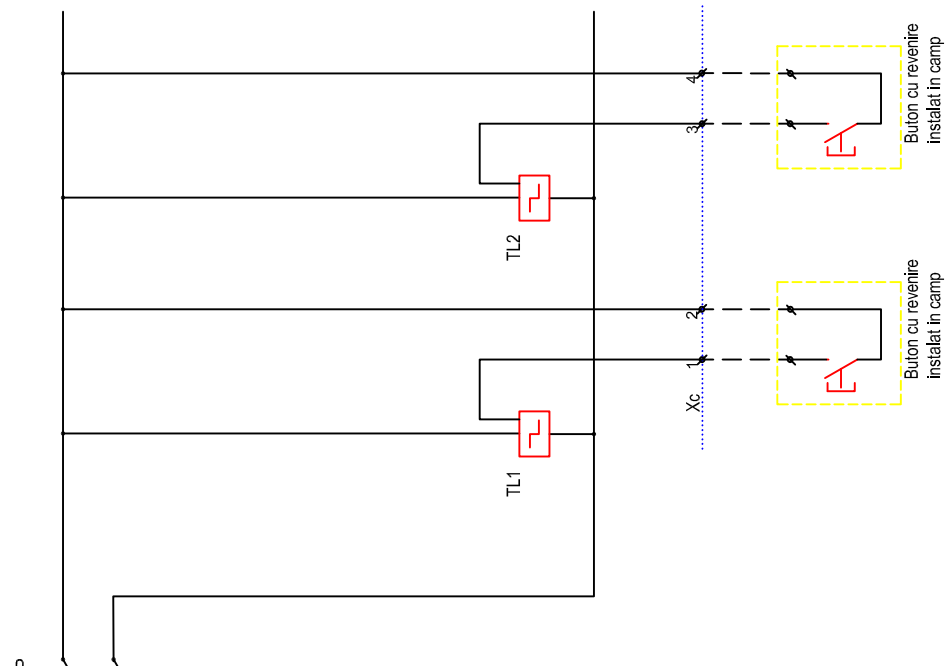 4
3
Buton cu revenire
instalat in camp
TL2
2
1
Buton cu revenire
instalat in camp
Xc
TL1